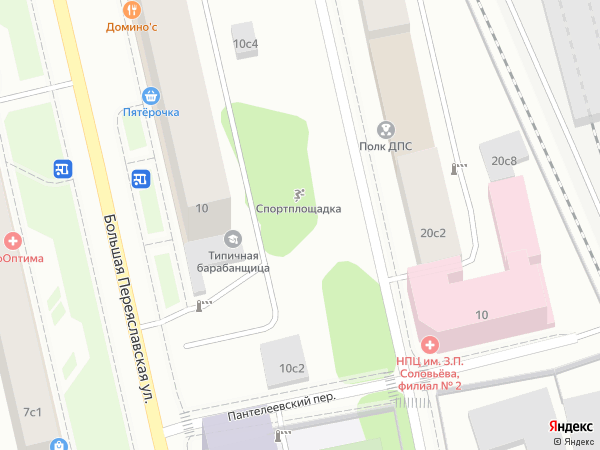 Домино'с
10с4
Пятёрочка
Полк ДПС
20с8
Спортплощадка
10
20с2
Типичная
барабанщица
Оптима
Большая Переяславская ул.
10
НПЦ им. З.П.
Соловьёва,
филиал № 2
10с2
Пантелеевский пер.
7с1
Яндекс
© Яндекс